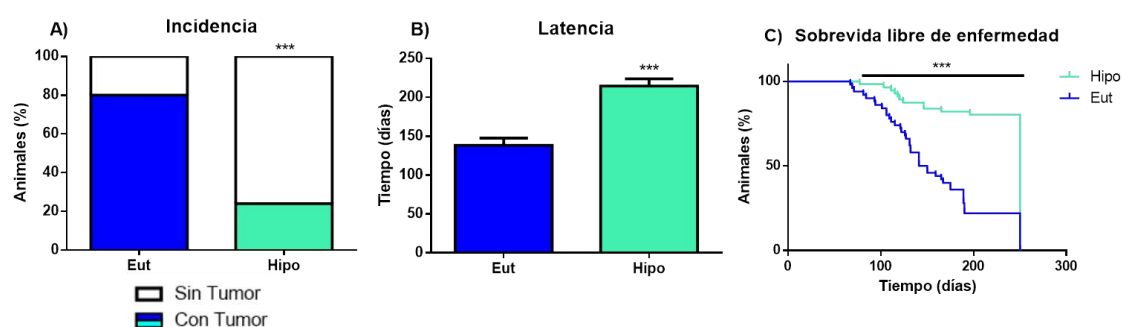 A) Incidencia
***
100
80
60
40
20
0
Animales (%)
Eut Hipo
Sin Tumor
Con Tumor
B) Latencia
***
250
200
150
100
50
0
Tiempo (días)
Eut Hipo
C) Sobrevida libre de enfermedad
***
Hipo
Eut
100
50
0
Animales (%)
0 100 200 300
Tiempo (días)